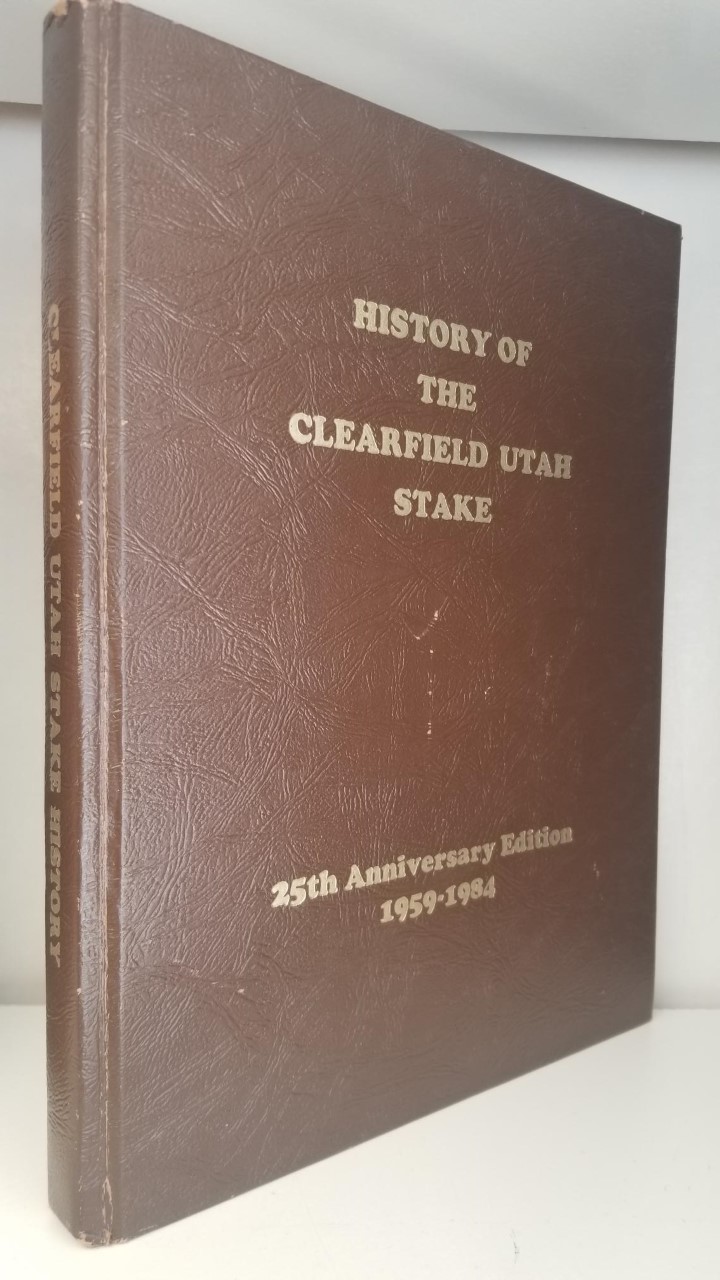 HISTORY OF
THE
CLEARFIELD UTAH
STAKE
25th Anniversary Edition
1959-1984
CLEARFIELD UTAH STAKE HISTORY